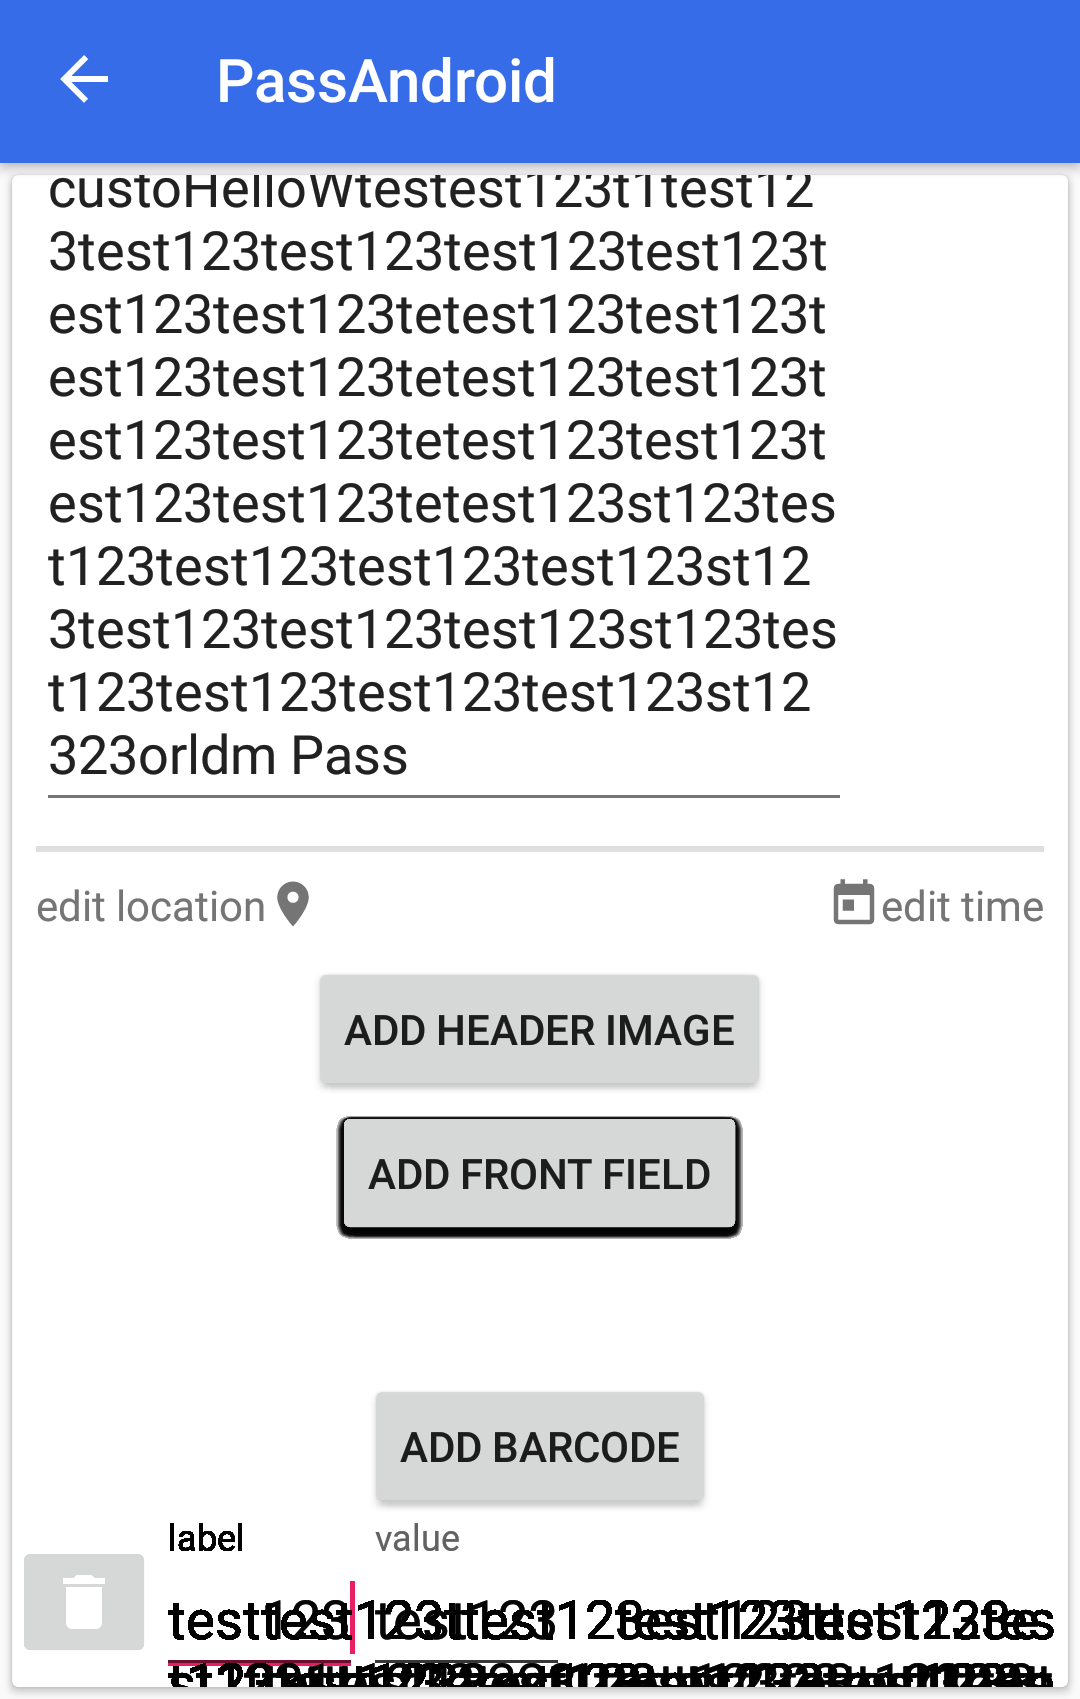 PassAndroid
custoHelloWtestest123t1test12
3test123test123test123test123t
est123test123tetest123test123t
est123test123tetest123test123t
est123test123tetest123test123t
est123test123tetest123st123tes
t123test123test123test123st12
3test123test123test123st123tes
t123test123test123test123st12
323orldm Pass
edit location
edit time
ADD HEADER IMAGE
ADD FRONT FIELD
ADD BARCODE
label
value